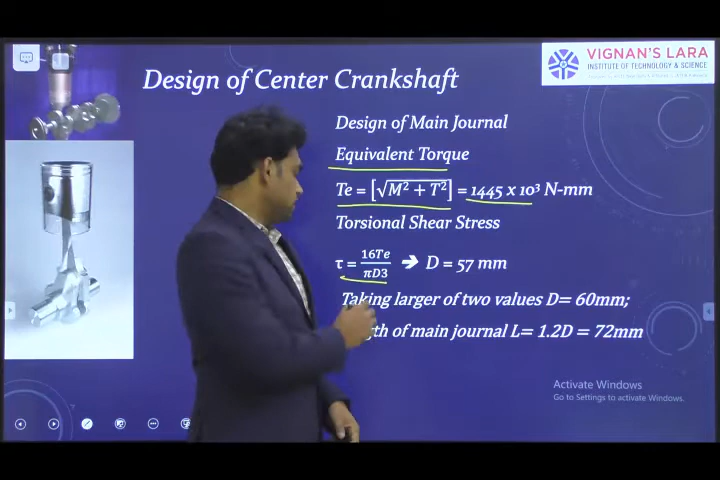 VIGNAN'S LARA
INSTITUTE OF TECHNOLOGY & SCIENCE
Design of Center Crankshaft
Design of Main Journal
Equivalent Torque
Te = [√M² + T²] = 1445 x 10³ N-mm
Torsional Shear Stress
τ = 16Te / πD3 → D = 57 mm
Taking larger of two values D= 60mm;
of main journal L= 1.2D = 72mm
Activate Windows
Go to Settings to activate Windows.